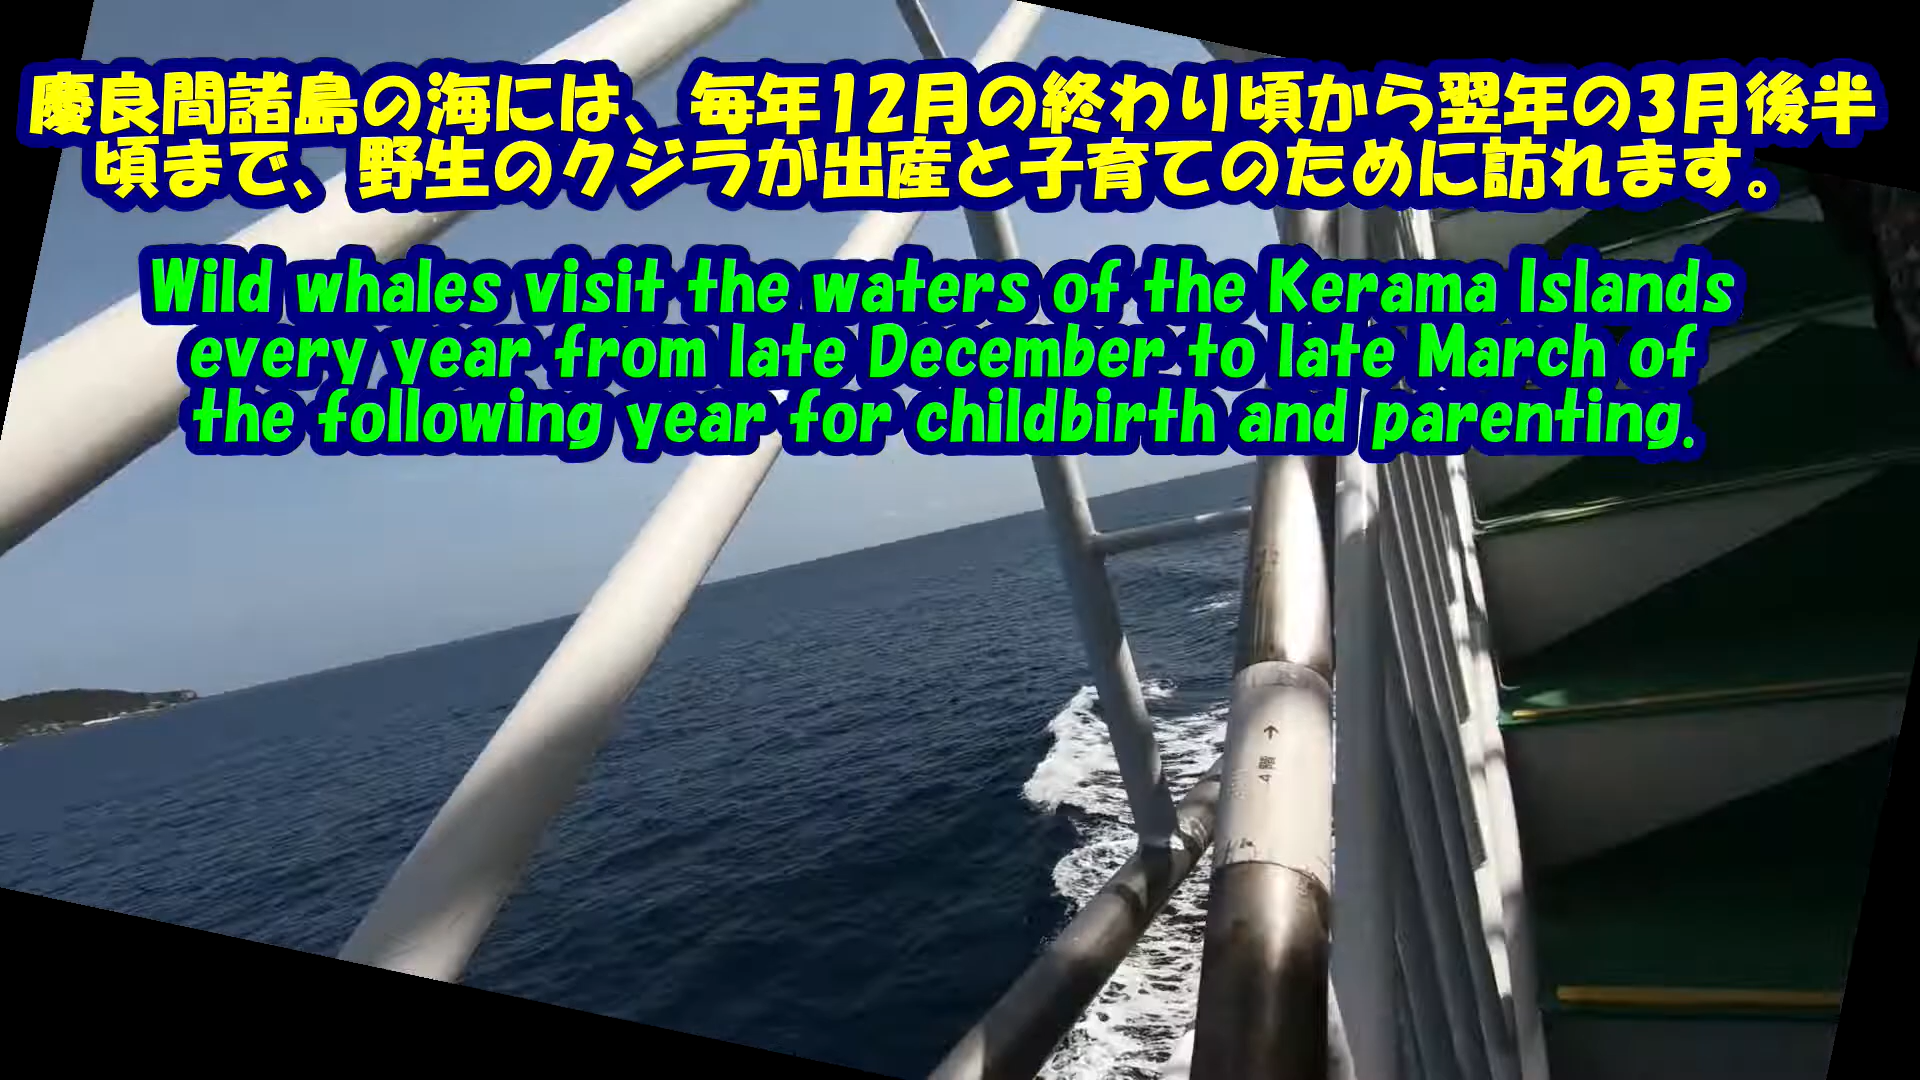 慶良間諸島の海には、毎年12月の終わり頃から翌年の3月後半
頃まで、野生のクジラが出産と子育てのために訪れます。
Wild whales visit the waters of the Kerama Islands
every year from late December to late March of
the following year for childbirth and parenting.
↑
4階